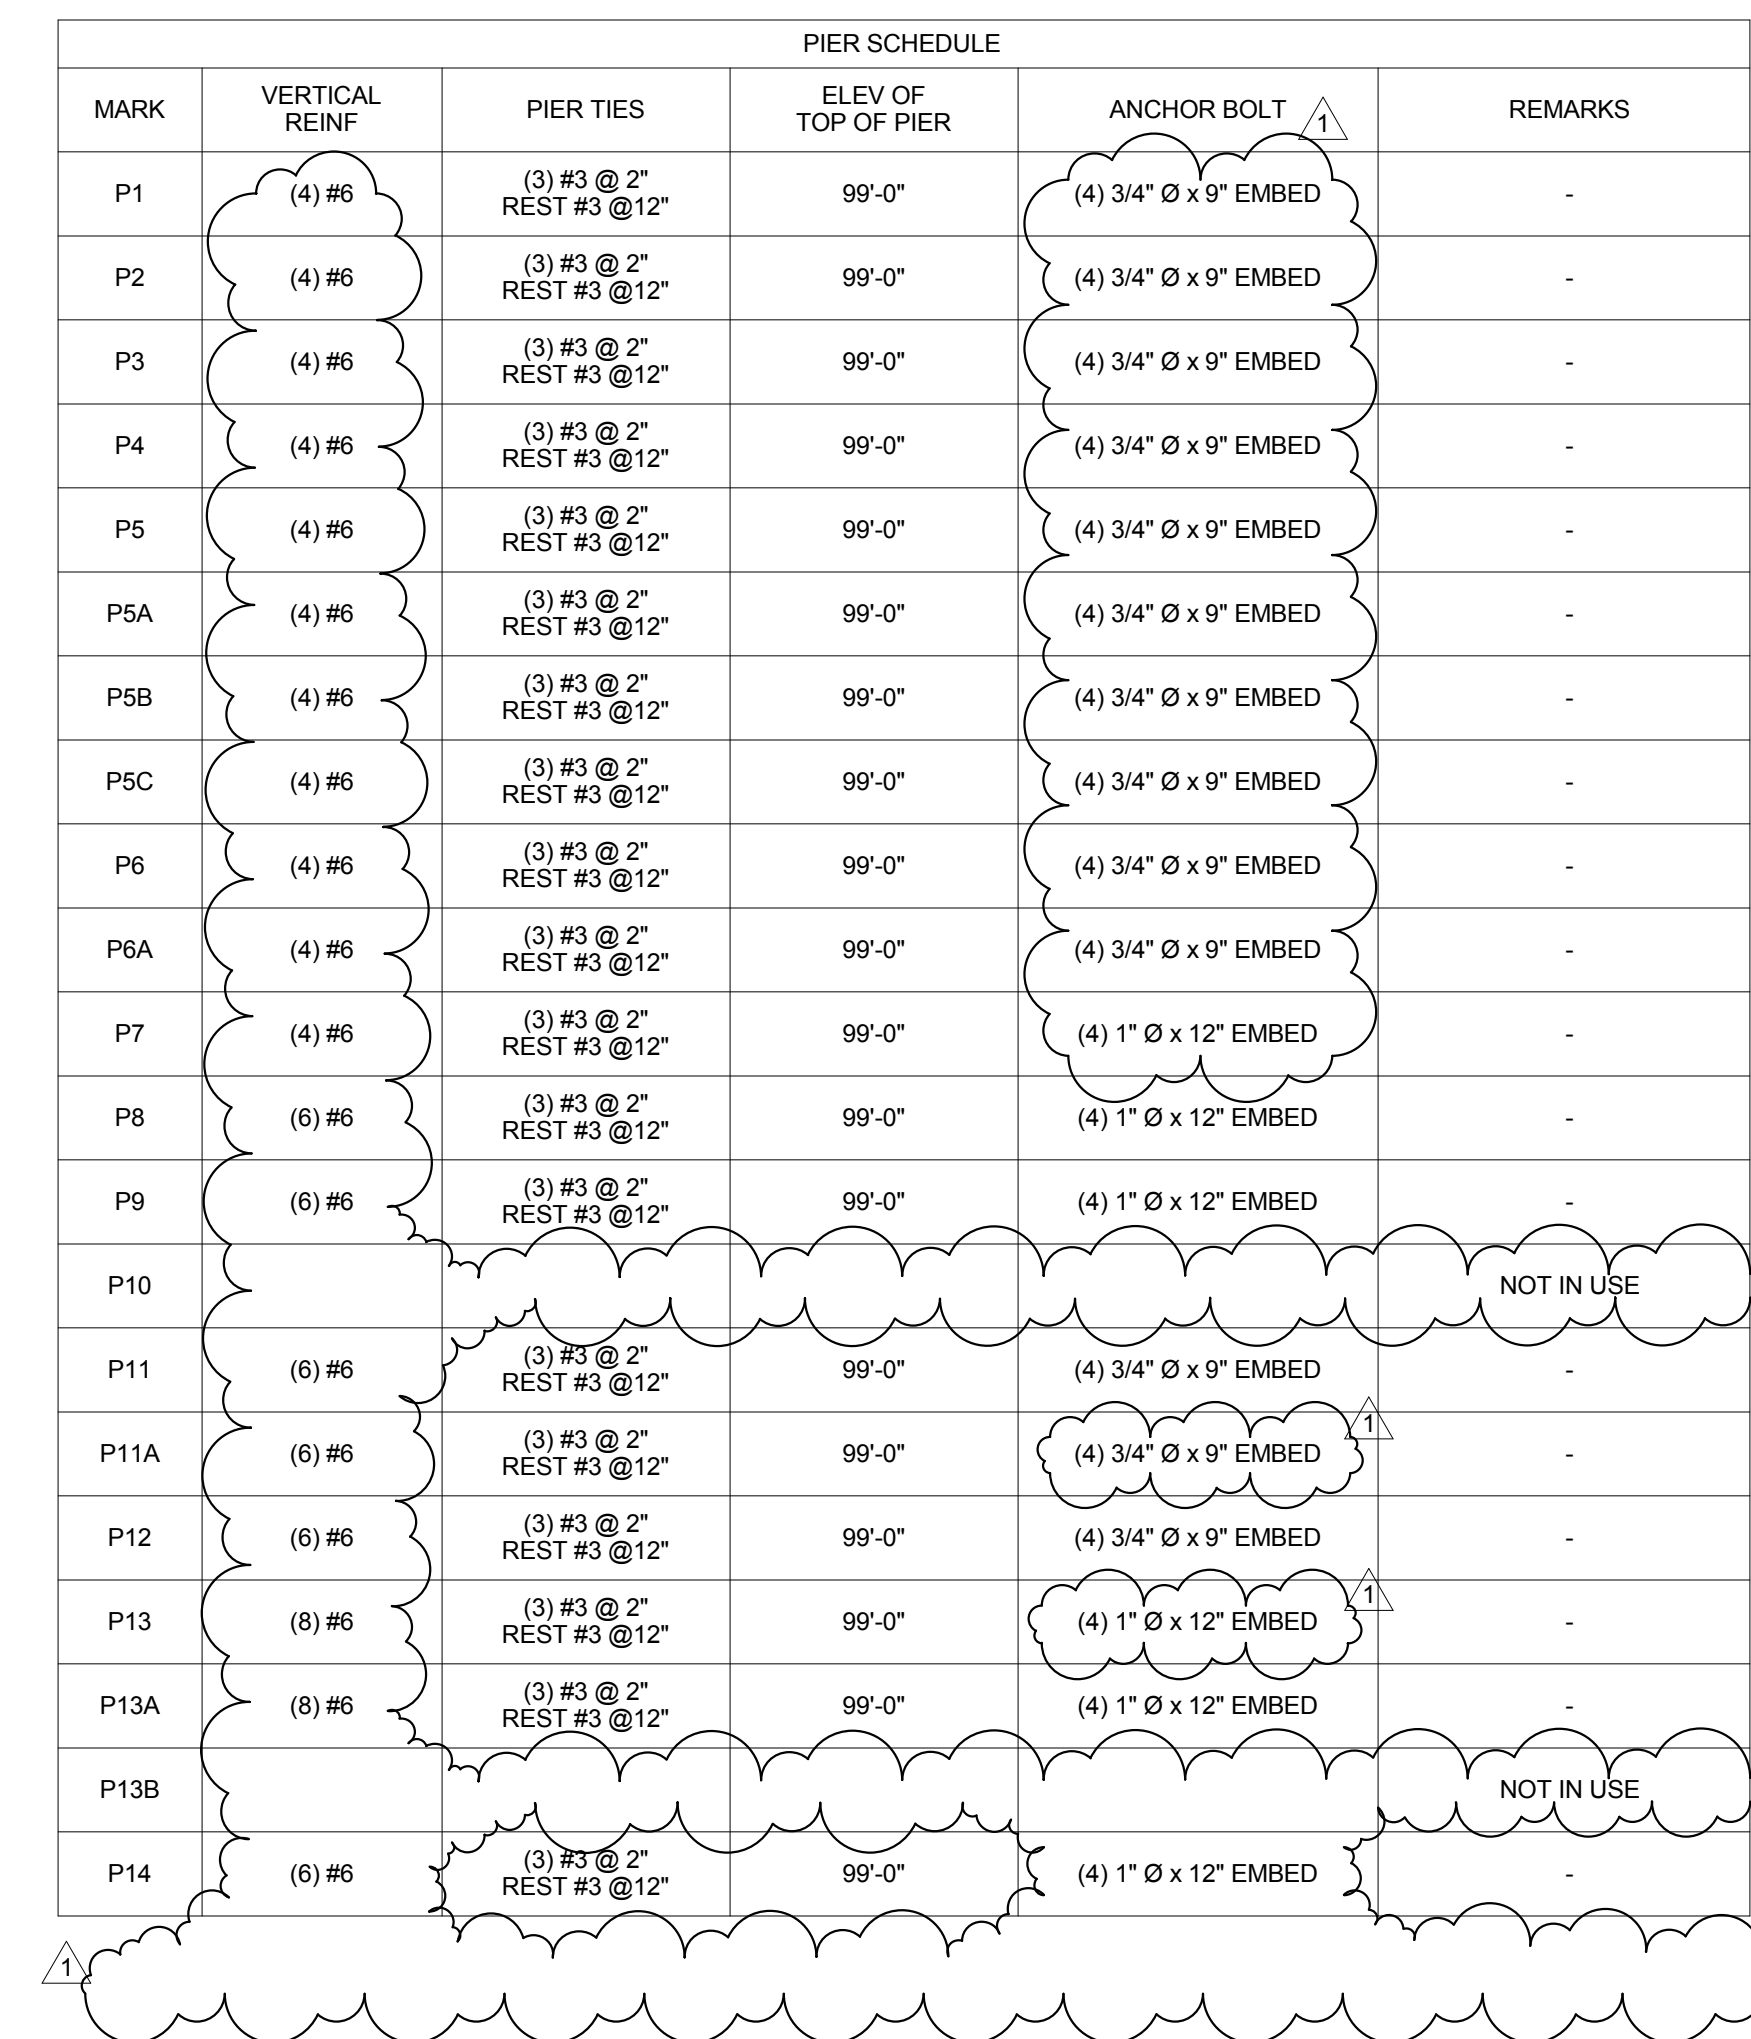 PIER SCHEDULE
MARK
VERTICAL
REINF
PIER TIES
ELEV OF
TOP OF PIER
ANCHOR BOLT
1
REMARKS
P1
(4) #6
(3) #3 @ 2"
REST #3 @12"
99'-0"
(4) 3/4" Ø x 9" EMBED
-
P2
(4) #6
(3) #3 @ 2"
REST #3 @12"
99'-0"
(4) 3/4" Ø x 9" EMBED
-
P3
(4) #6
(3) #3 @ 2"
REST #3 @12"
99'-0"
(4) 3/4" Ø x 9" EMBED
-
P4
(4) #6
(3) #3 @ 2"
REST #3 @12"
99'-0"
(4) 3/4" Ø x 9" EMBED
-
P5
(4) #6
(3) #3 @ 2"
REST #3 @12"
99'-0"
(4) 3/4" Ø x 9" EMBED
-
P5A
(4) #6
(3) #3 @ 2"
REST #3 @12"
99'-0"
(4) 3/4" Ø x 9" EMBED
-
P5B
(4) #6
(3) #3 @ 2"
REST #3 @12"
99'-0"
(4) 3/4" Ø x 9" EMBED
-
P5C
(4) #6
(3) #3 @ 2"
REST #3 @12"
99'-0"
(4) 3/4" Ø x 9" EMBED
-
P6
(4) #6
(3) #3 @ 2"
REST #3 @12"
99'-0"
(4) 3/4" Ø x 9" EMBED
-
P6A
(4) #6
(3) #3 @ 2"
REST #3 @12"
99'-0"
(4) 3/4" Ø x 9" EMBED
-
P7
(4) #6
(3) #3 @ 2"
REST #3 @12"
99'-0"
(4) 1" Ø x 12" EMBED
-
P8
(6) #6
(3) #3 @ 2"
REST #3 @12"
99'-0"
(4) 1" Ø x 12" EMBED
-
P9
(6) #6
(3) #3 @ 2"
REST #3 @12"
99'-0"
(4) 1" Ø x 12" EMBED
-
P10
NOT IN USE
P11
(6) #6
(3) #3 @ 2"
REST #3 @12"
99'-0"
(4) 3/4" Ø x 9" EMBED
-
P11A
(6) #6
(3) #3 @ 2"
REST #3 @12"
99'-0"
(4) 3/4" Ø x 9" EMBED
1
-
P12
(6) #6
(3) #3 @ 2"
REST #3 @12"
99'-0"
(4) 3/4" Ø x 9" EMBED
-
P13
(8) #6
(3) #3 @ 2"
REST #3 @12"
99'-0"
(4) 1" Ø x 12" EMBED
1
-
P13A
(8) #6
(3) #3 @ 2"
REST #3 @12"
99'-0"
(4) 1" Ø x 12" EMBED
-
P13B
NOT IN USE
P14
(6) #6
(3) #3 @ 2"
REST #3 @12"
99'-0"
(4) 1" Ø x 12" EMBED
-
1